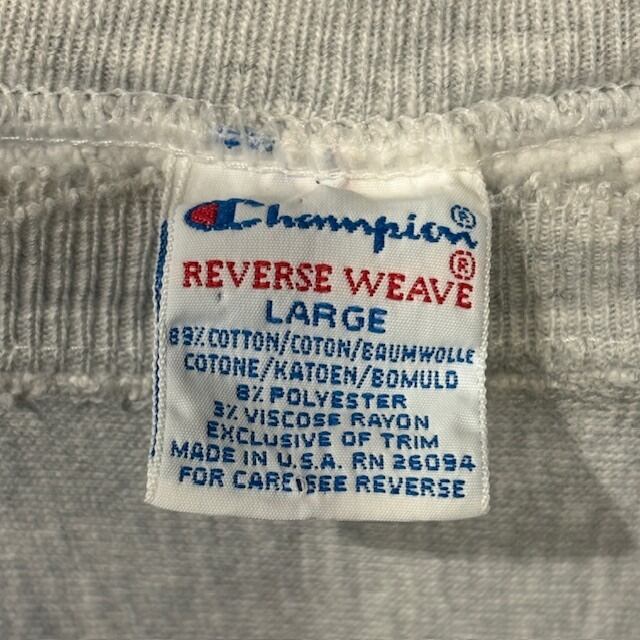 Champion®
REVERSE WEAVE®
LARGE
89% COTTON/COTON/BAUMWOLLE
COTONE/KATOEN/BOMULD
8% POLYESTER
3% VISCOSE RAYON
EXCLUSIVE OF TRIM
MADE IN U.S.A. RN 26094
FOR CARE SEE REVERSE